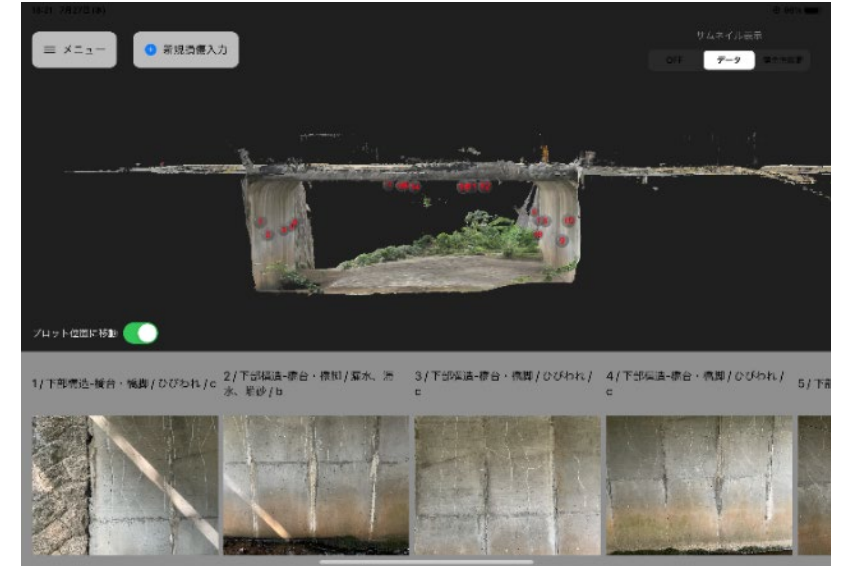 メニュー
新規損傷入力
サムネイル表示
OFF
データ
プロット位置に移動
1/下部構造-橋台・橋脚/ひびわれ/c
2/下部構造-橋台・橋脚/漏水、滞
水、堀砂/b
3/下部構造-橋台・橋脚/ひびわれ/
c
4/下部構造-橋台・橋脚/ひびわれ/
c
5/下部